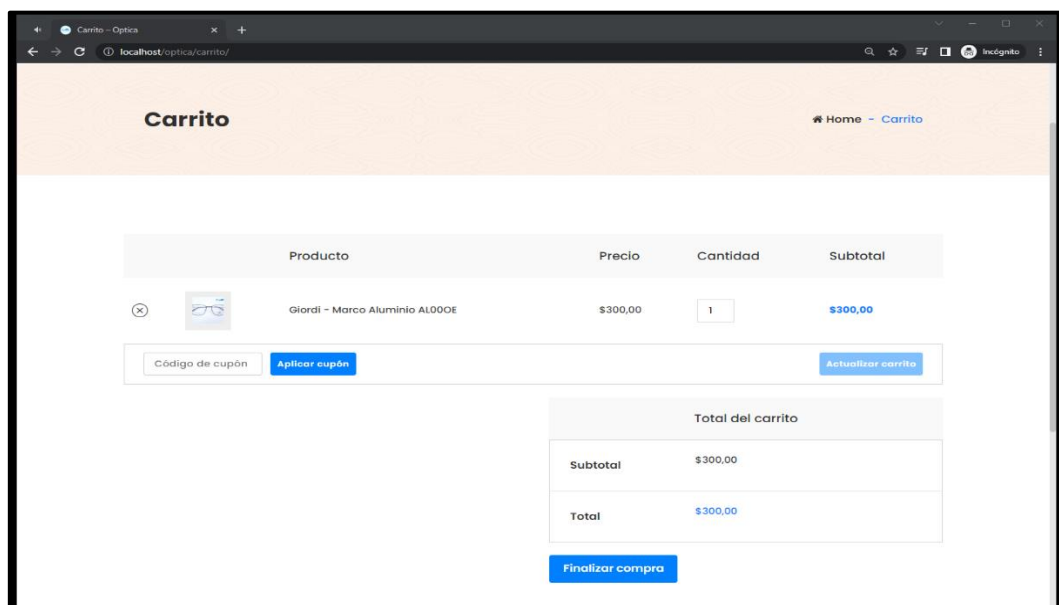 Carrito – Optica
localhost/optica/carrito/
Incógnito
Carrito
Home - Carrito
Producto Precio Cantidad Subtotal
Giordi - Marco Aluminio AL00OE $300,00 1 $300,00
Código de cupón Aplicar cupón Actualizar carrito
Total del carrito
Subtotal $300,00
Total $300,00
Finalizar compra